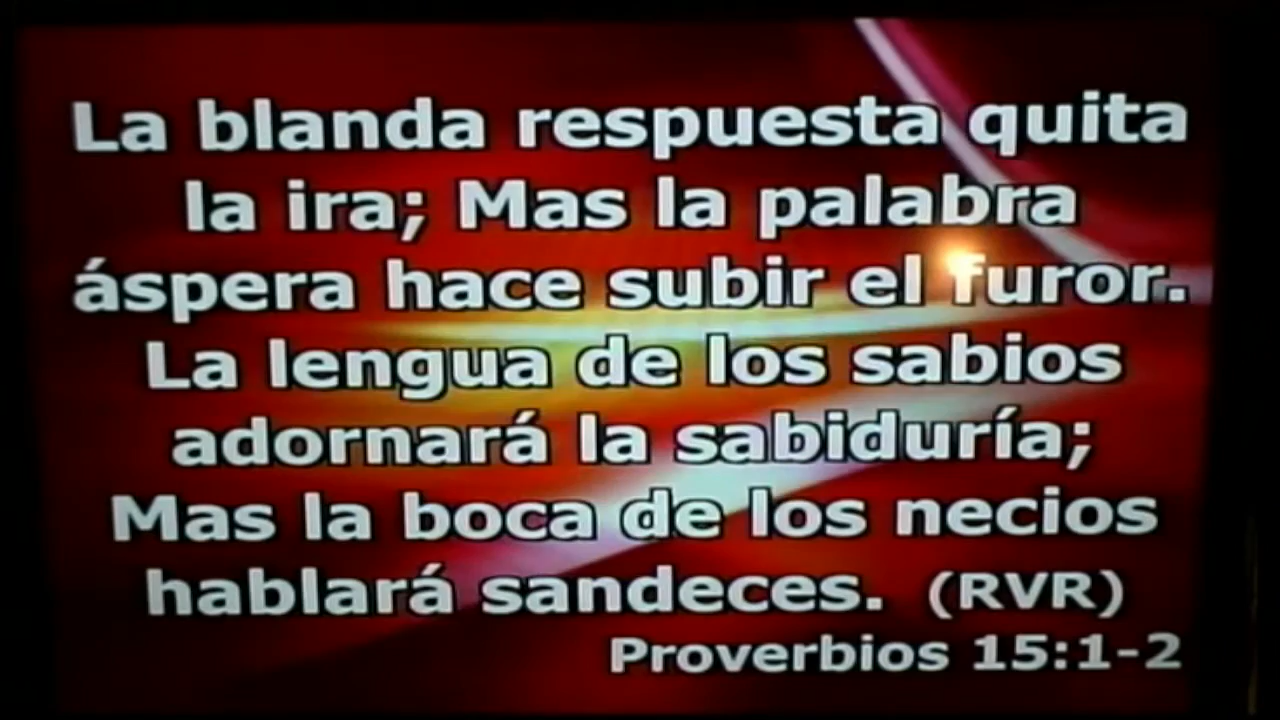 La blanda respuesta quita
la ira; Mas la palabra
áspera hace subir el furor.
La lengua de los sabios
adornará la sabiduría;
Mas la boca de los necios
hablará sandeces. (RVR)
Proverbios 15:1-2